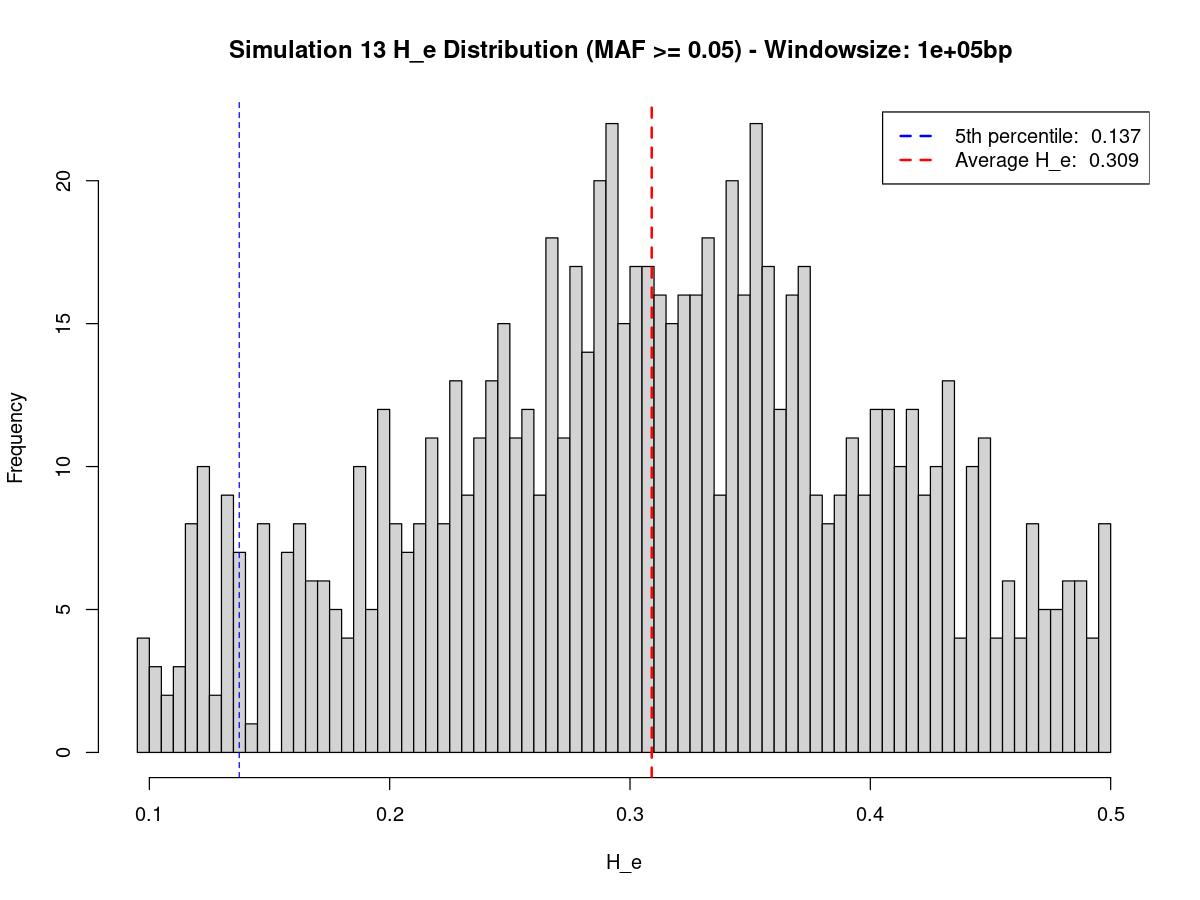 Simulation 13 H_e Distribution (MAF >= 0.05) - Windowsize: 1e+05bp
5th percentile: 0.137
Average H_e: 0.309
Frequency
20
15
10
5
0
0.1 0.2 0.3 0.4 0.5
H_e